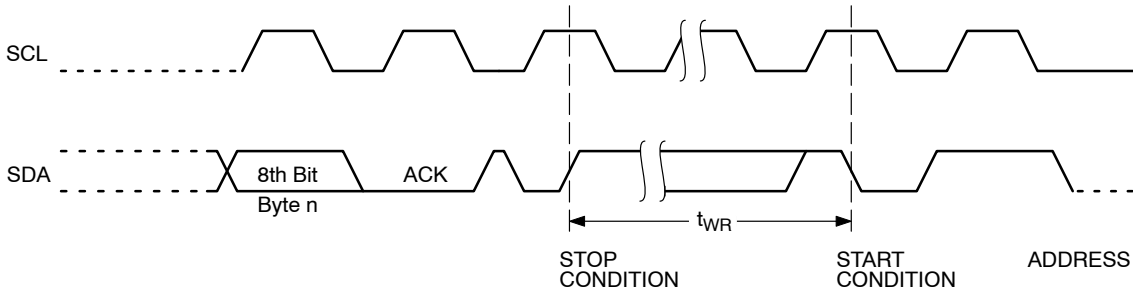 SCL
SDA
8th Bit
Byte n
ACK
tWR
STOP
CONDITION
START
CONDITION
ADDRESS